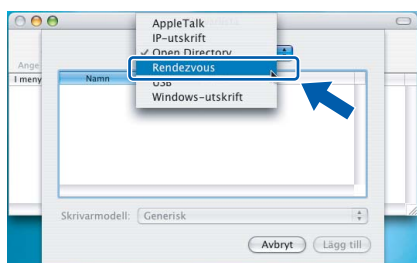 AppleTalk
IP-utskrift
✓ Open Directory
Rendezvous
USB
Windows-utskrift
Ange
I meny
Namn
Skrivarmodell: Generisk
Avbryt Lägg till